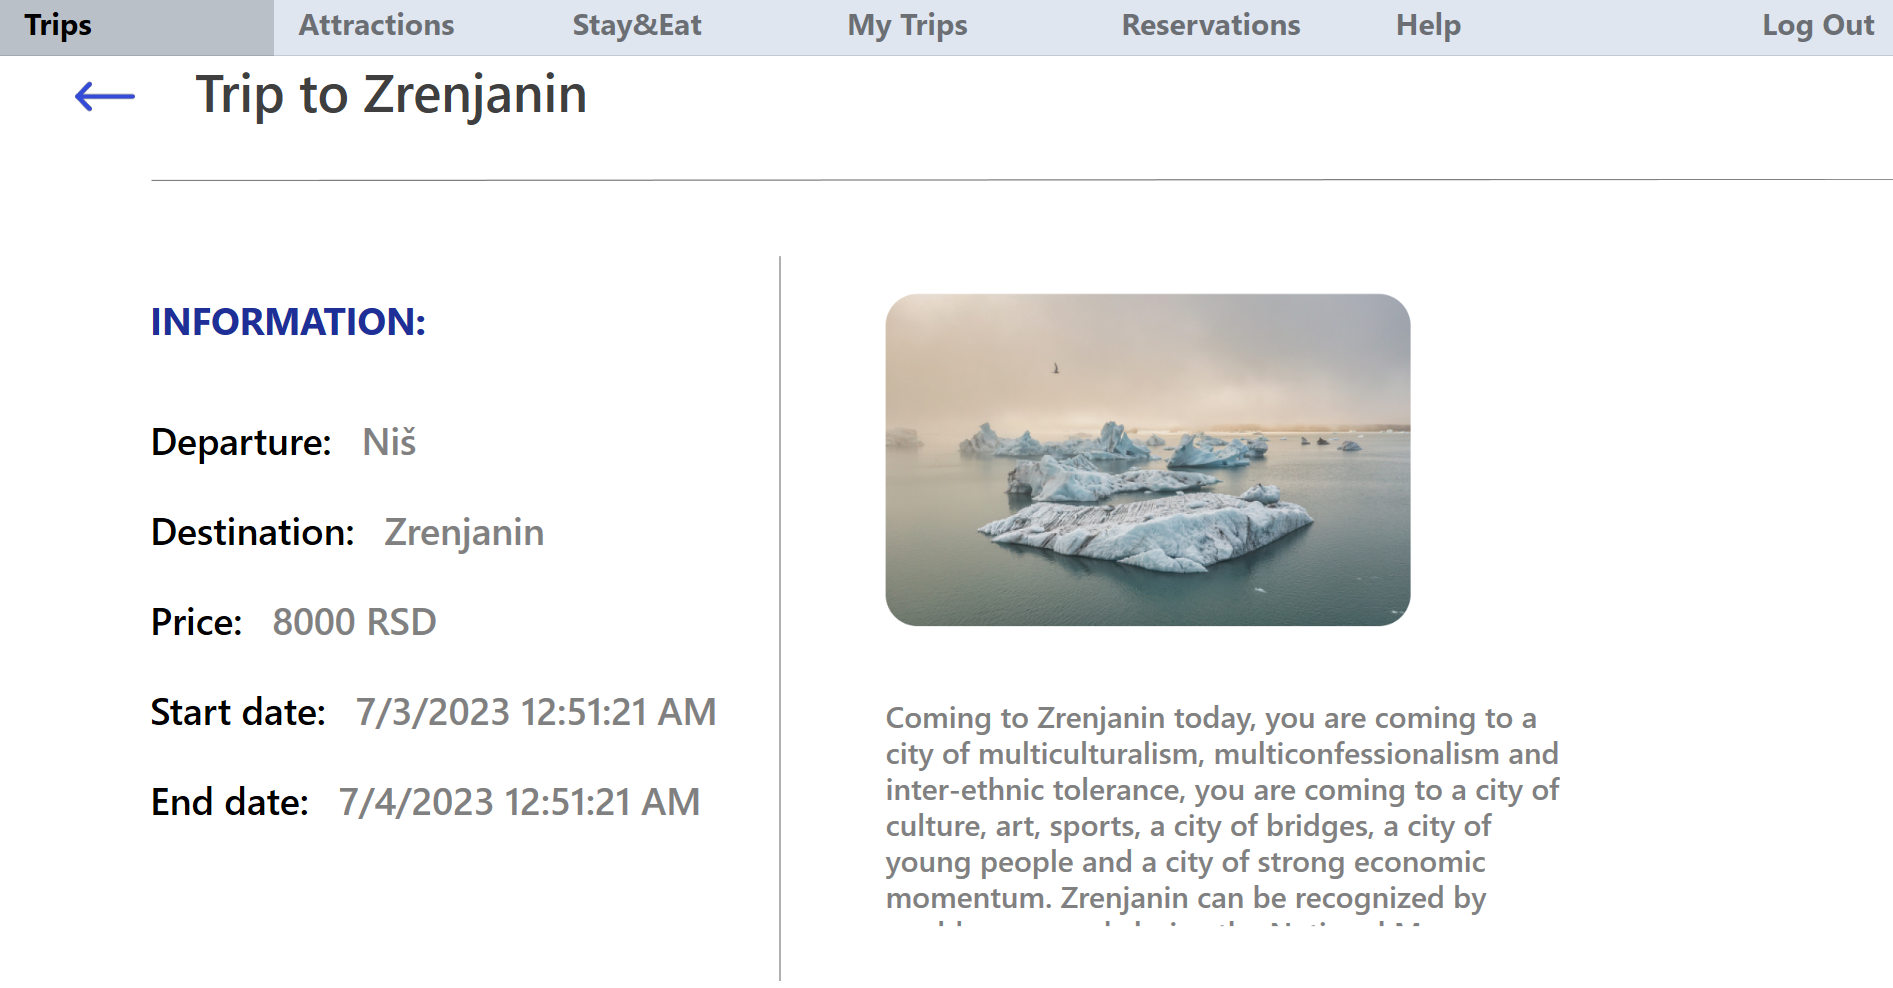 Trips Attractions Stay&Eat My Trips Reservations Help Log Out
Trip to Zrenjanin
INFORMATION:
Departure: Niš
Destination: Zrenjanin
Price: 8000 RSD
Start date: 7/3/2023 12:51:21 AM
End date: 7/4/2023 12:51:21 AM
Coming to Zrenjanin today, you are coming to a
city of multiculturalism, multiconfessionalism and
inter-ethnic tolerance, you are coming to a city of
culture, art, sports, a city of bridges, a city of
young people and a city of strong economic
momentum. Zrenjanin can be recognized by